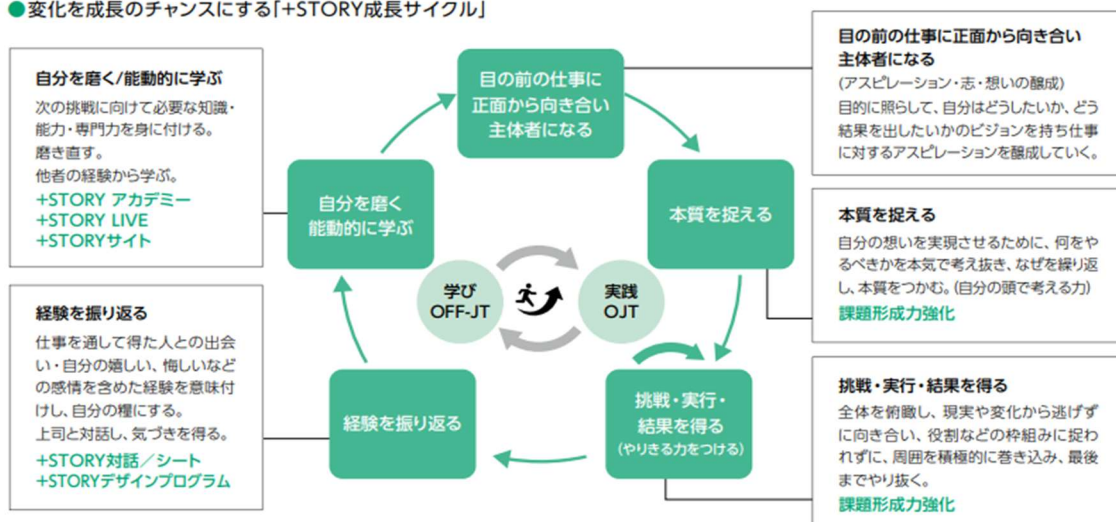 ●変化を成長のチャンスにする「+STORY成長サイクル」
自分を磨く/能動的に学ぶ
次の挑戦に向けて必要な知識・
能力・専門力を身に付ける。
磨き直す。
他者の経験から学ぶ。
+STORY アカデミー
+STORY LIVE
+STORYサイト
経験を振り返る
仕事を通して得た人との出会
い・自分の嬉しい、悔しいなど
の感情を含めた経験を意味付
けし、自分の糧にする。
上司と対話し、気づきを得る。
+STORY対話／シート
+STORYデザインプログラム
目の前の仕事に
正面から向き合い
主体者になる
本質を捉える
挑戦・実行・
結果を得る
(やりきる力をつける)
経験を振り返る
自分を磨く
能動的に学ぶ
学び
OFF-JT
実践
OJT
目の前の仕事に正面から向き合い
主体者になる
(アスピレーション・志・想いの醸成)
目的に照らして、自分はどうしたいか、どう
結果を出したいかのビジョンを持ち仕事
に対するアスピレーションを醸成していく。
本質を捉える
自分の想いを実現させるために、何をや
るべきかを本気で考え抜き、なぜを繰り返
し、本質をつかむ。(自分の頭で考える力)
課題形成力強化
挑戦・実行・結果を得る
全体を俯瞰し、現実や変化から逃げず
に向き合い、役割などの枠組みに捉わ
れずに、周囲を積極的に巻き込み、最後
までやり抜く。
課題形成力強化